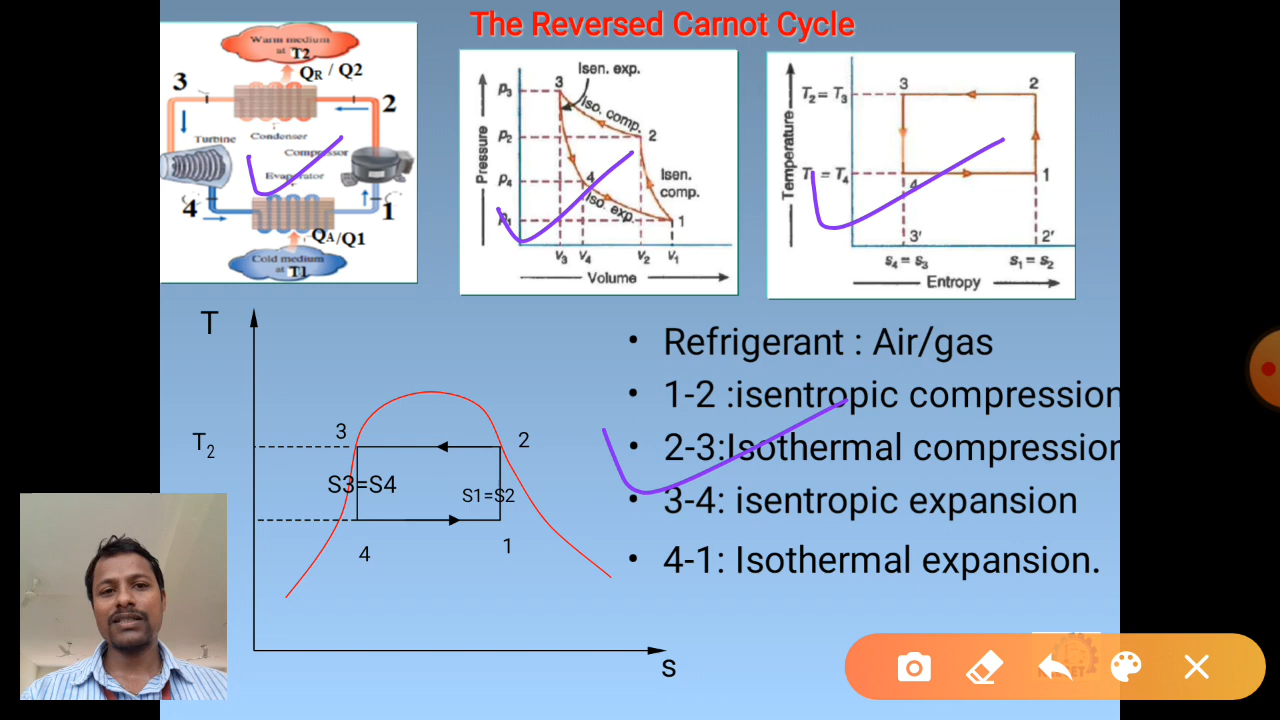 The Reversed Carnot Cycle
Warm medium
at T2
QR / Q2
3
2
Turbine
Condenser
Compressor
Evaporator
4
1
QA/Q1
Cold medium
at T1
Isen. exp.
3
Iso. comp.
2
Isen.
comp.
4
Iso. exp.
1
Pressure
P3
P2
P4
P1
V3 V4 V2 V1
Volume
Temperature
T2 = T3
T1 = T4
3
2
4
1
3'
2'
S4 = S3
S1 = S2
Entropy
T
T2
3
2
S3=S4
S1=S2
4
1
s
• Refrigerant : Air/gas
• 1-2 :isentropic compression
• 2-3:Isothermal compression
• 3-4: isentropic expansion
• 4-1: Isothermal expansion.